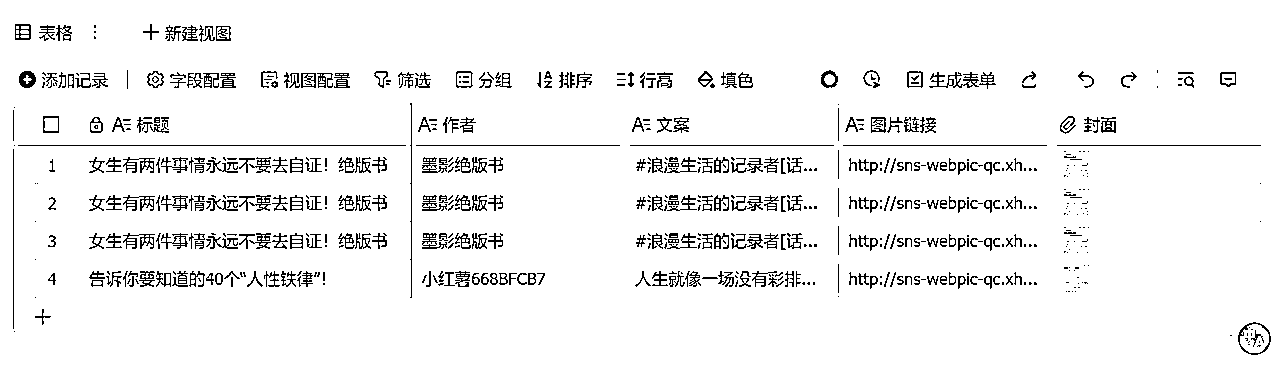 表格 新建视图
添加记录 字段配置 视图配置 筛选 分组 排序 行高 填色 生成表单
标题 作者 文案 图片链接 封面
1 女生有两件事情永远不要去自证！绝版书 墨影绝版书 #浪漫生活的记录者[话... http://sns-webpic-qc.xh...
2 女生有两件事情永远不要去自证！绝版书 墨影绝版书 #浪漫生活的记录者[话... http://sns-webpic-qc.xh...
3 女生有两件事情永远不要去自证！绝版书 墨影绝版书 #浪漫生活的记录者[话... http://sns-webpic-qc.xh...
4 告诉你要知道的40个“人性铁律”！ 小红薯668BFCB7 人生就像一场没有彩排... http://sns-webpic-qc.xh...